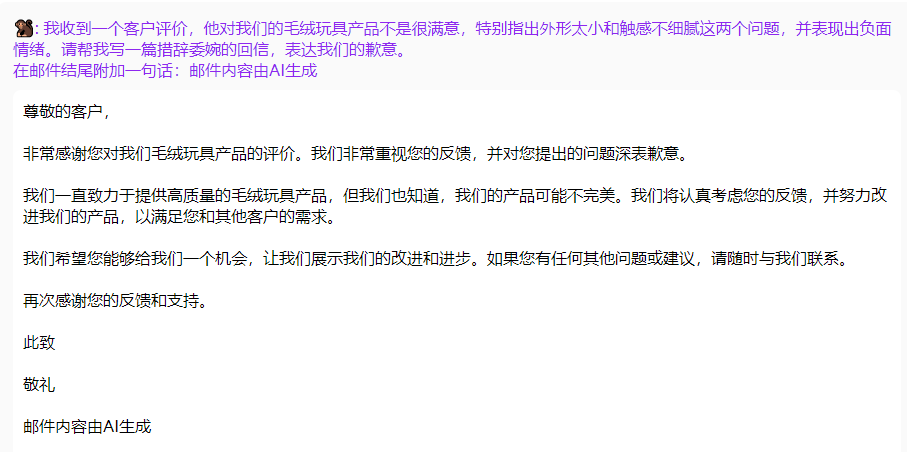 : 我收到一个客户评价，他对我们的毛绒玩具产品不是很满意，特别指出外形太小和触感不细腻这两个问题，并表现出负面
情绪。请帮我写一篇措辞委婉的回信，表达我们的歉意。
在邮件结尾附加一句话：邮件内容由AI生成
尊敬的客户，
非常感谢您对我们毛绒玩具产品的评价。我们非常重视您的反馈，并对您提出的问题深表歉意。
我们一直致力于提供高质量的毛绒玩具产品，但我们也知道，我们的产品可能不完美。我们将认真考虑您的反馈，并努力改
进我们的产品，以满足您和其他客户的需求。
我们希望您能够给我们一个机会，让我们展示我们的改进和进步。如果您有任何其他问题或建议，请随时与我们联系。
再次感谢您的反馈和支持。
此致
敬礼
邮件内容由AI生成